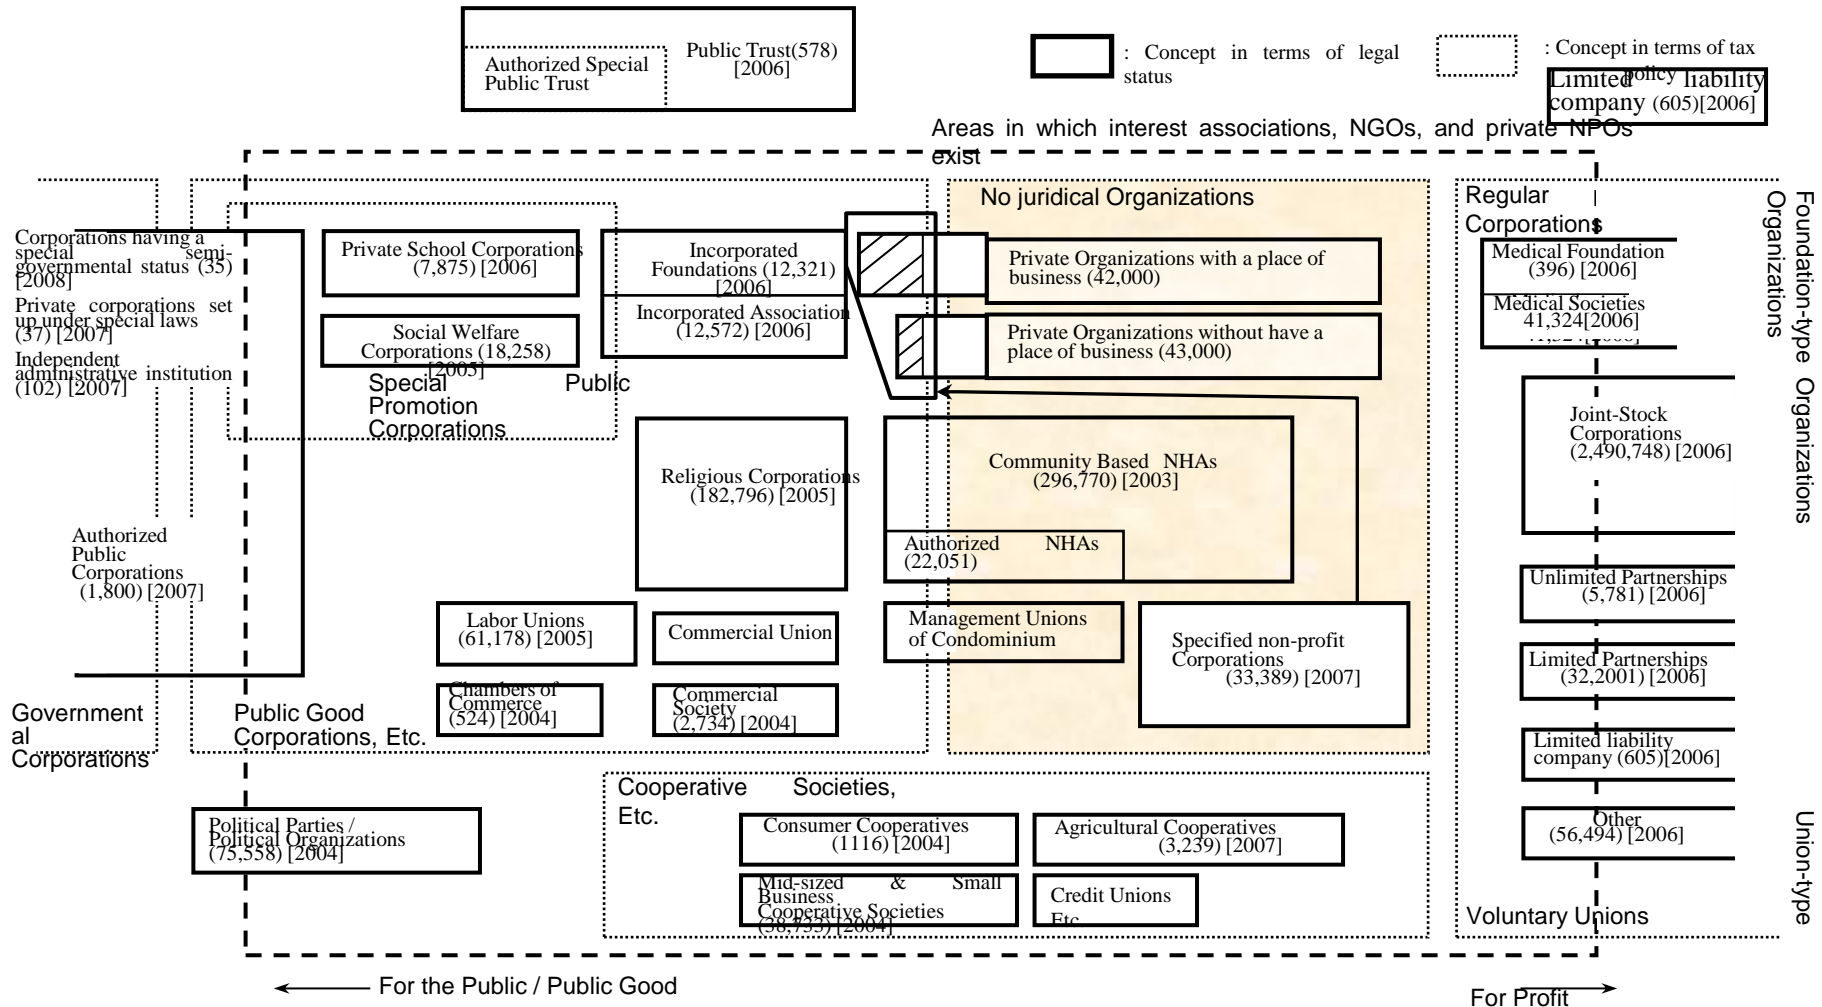 Public Trust(578)
[2006]
Authorized Special
Public Trust
: Concept in terms of legal
status
: Concept in terms of tax
policy
Limited liability
company (605)[2006]
Areas in which interest associations, NGOs, and private NPOs
exist
Corporations having a
special semi-
governmental status (35)
[2008]
Private corporations set
up under special laws
(37) [2007]
Independent
administrative institution
(102) [2007]
Authorized
Public
Corporations
(1,800) [2007]
Government
al
Corporations
Private School Corporations
(7,875) [2006]
Social Welfare
Corporations (18,258)
[2005]
Special Public
Promotion
Corporations
Incorporated
Foundations (12,321)
[2006]
Incorporated Association
(12,572) [2006]
Religious Corporations
(182,796) [2005]
Labor Unions
(61,178) [2005]
Commercial Union
Chambers of
Commerce
(524) [2004]
Commercial
Society
(2,734) [2004]
Public Good
Corporations, Etc.
No juridical Organizations
Private Organizations with a place of
business (42,000)
Private Organizations without have a
place of business (43,000)
Community Based NHAs
(296,770) [2003]
Authorized NHAs
(22,051)
Management Unions
of Condominium
Specified non-profit
Corporations
(33,389) [2007]
Regular
Corporations
Medical Foundation
(396) [2006]
Medical Societies
41,324[2006]
Joint-Stock
Corporations
(2,490,748) [2006]
Unlimited Partnerships
(5,781) [2006]
Limited Partnerships
(32,2001) [2006]
Limited liability
company (605)[2006]
Other
(56,494) [2006]
Voluntary Unions
Foundation-type Organizations
Organizations
Union-type
Political Parties /
Political Organizations
(75,558) [2004]
Cooperative Societies,
Etc.
Consumer Cooperatives
(1116) [2004]
Agricultural Cooperatives
(3,239) [2007]
Mid-sized & Small
Business
Cooperative Societies
(38,733) [2004]
Credit Unions
Etc
For the Public / Public Good
For Profit